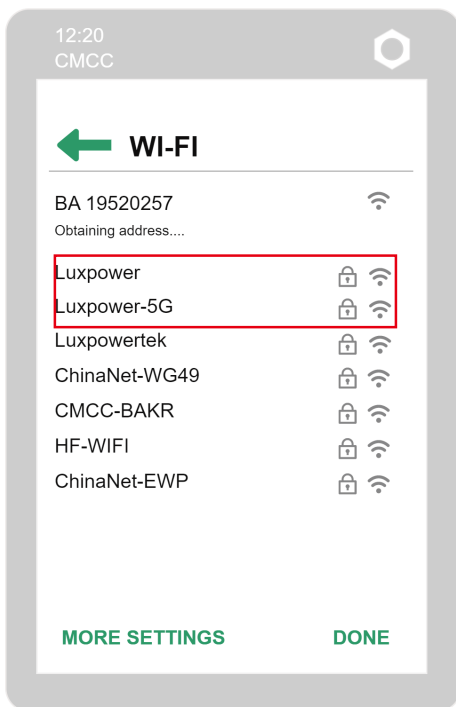 12:20
CMCC
WI-FI
BA 19520257
Obtaining address....
Luxpower
Luxpower-5G
Luxpowertek
ChinaNet-WG49
CMCC-BAKR
HF-WIFI
ChinaNet-EWP
MORE SETTINGS DONE